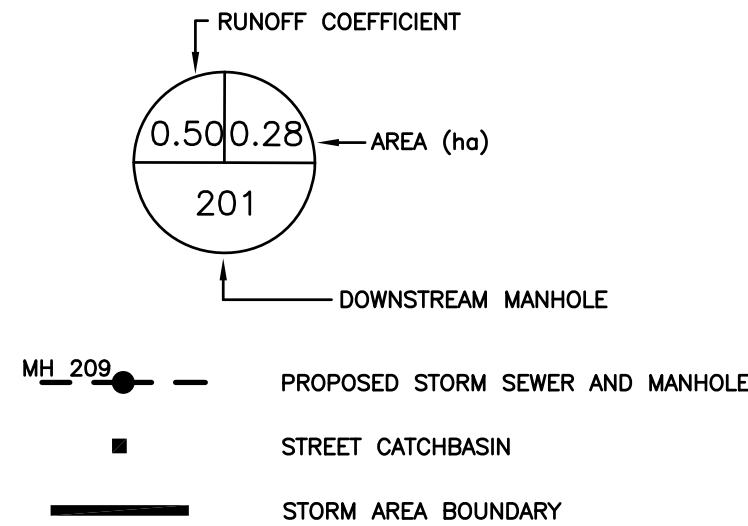 RUNOFF COEFFICIENT
0.50 0.28
AREA (ha)
201
DOWNSTREAM MANHOLE
MH 209
PROPOSED STORM SEWER AND MANHOLE
STREET CATCHBASIN
STORM AREA BOUNDARY